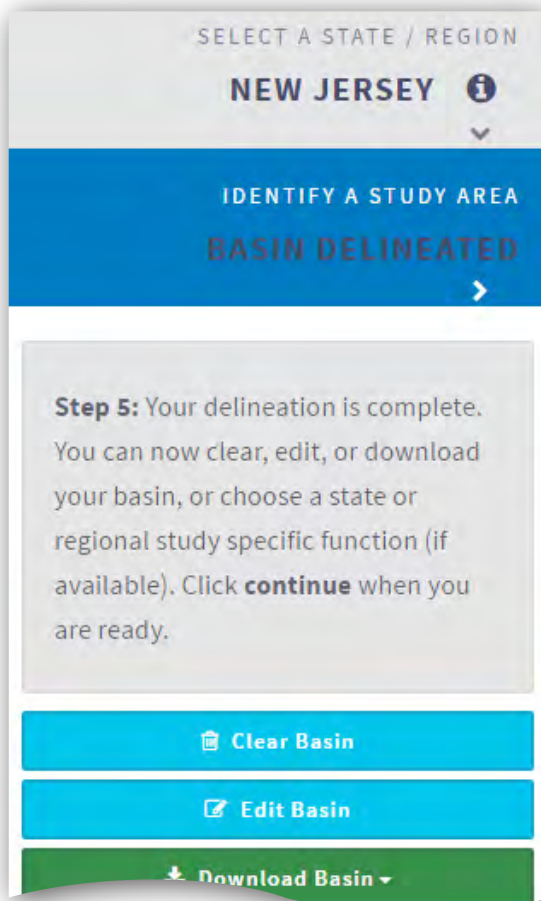 SELECT A STATE / REGION
NEW JERSEY
IDENTIFY A STUDY AREA
BASIN DELINEATED
Step 5: Your delineation is complete.
You can now clear, edit, or download
your basin, or choose a state or
regional study specific function (if
available). Click continue when you
are ready.
Clear Basin
Edit Basin
Download Basin